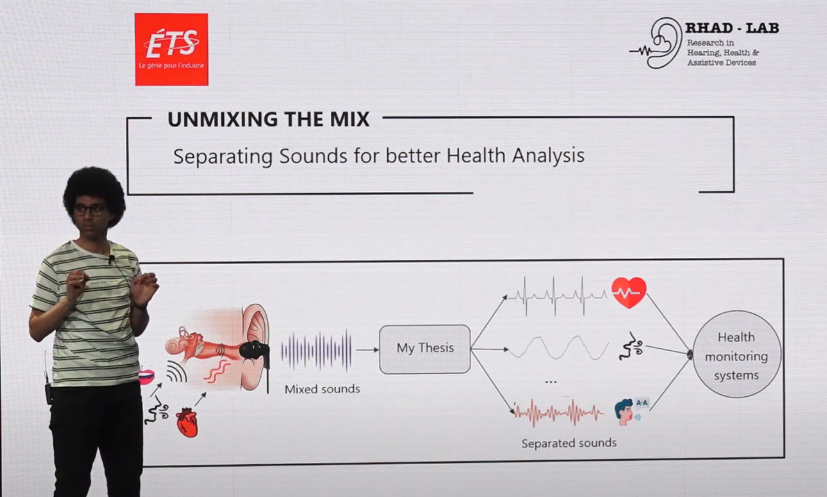 ÉTS
Le génie pour l'industrie
RHAD - LAB
Research in
Hearing, Health &
Assistive Devices
UNMIXING THE MIX
Separating Sounds for better Health Analysis
Mixed sounds
My Thesis
...
A-A
Separated sounds
Health
monitoring
systems